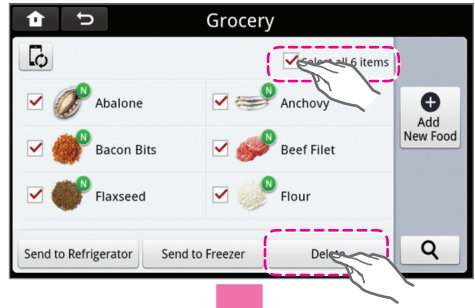 Grocery
Select all 6 items
N
Abalone
N
Anchovy
Add
New Food
N
Bacon Bits
N
Beef Filet
N
Flaxseed
N
Flour
Send to Refrigerator
Send to Freezer
Delete